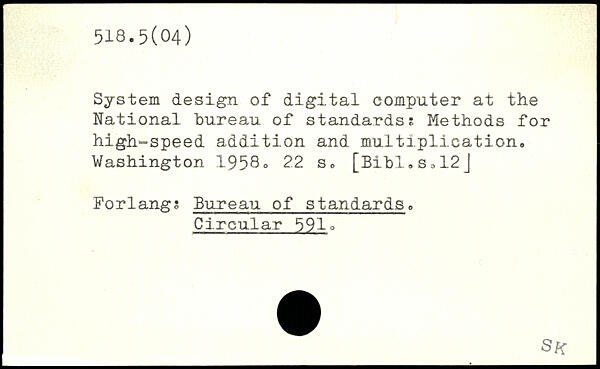 518.5(04)
System design of digital computer at the
National bureau of standards: Methods for
high-speed addition and multiplication.
Washington 1958. 22 s. [Bibl.s.12]
Forlang: Bureau of standards.
Circular 591.
SK